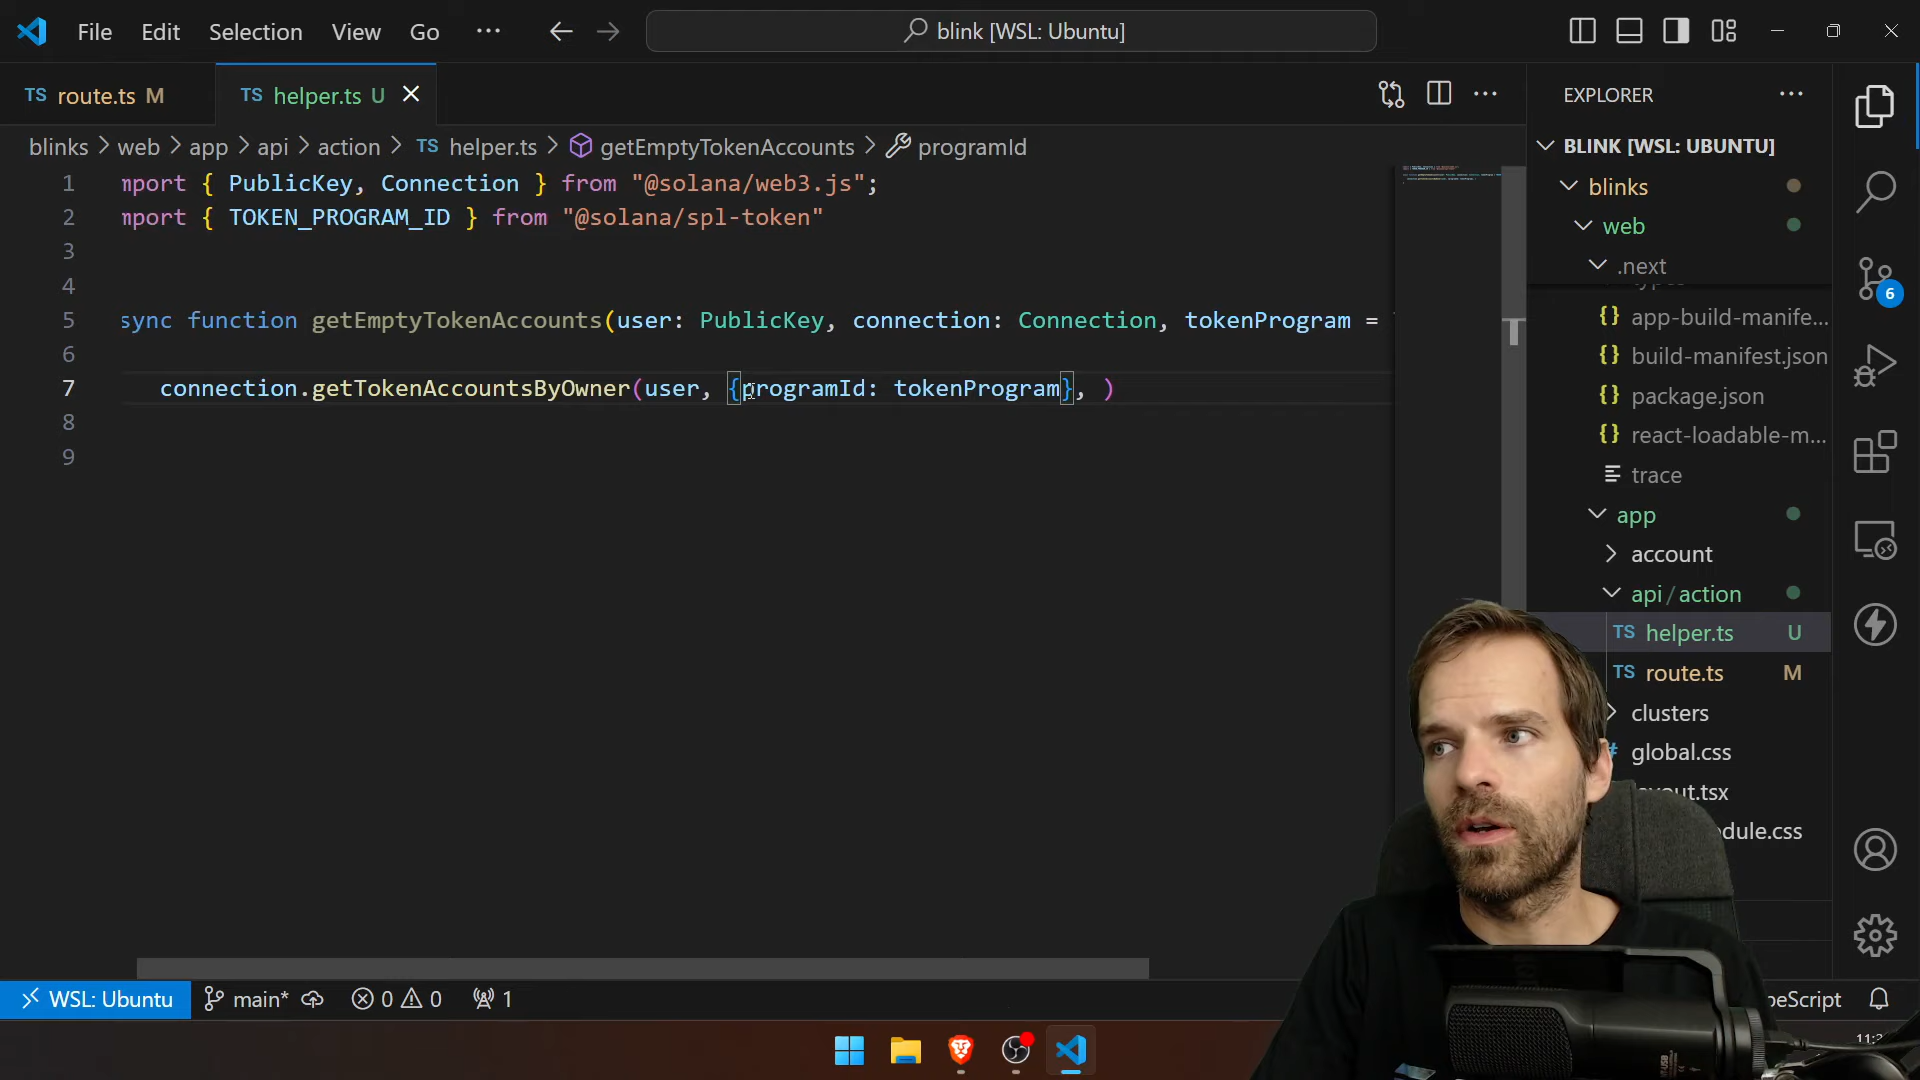 File Edit Selection View Go ··· blink [WSL: Ubuntu]
TS route.ts M TS helper.ts U
EXPLORER
blinks > web > app > api > action > TS helper.ts > getEmptyTokenAccounts > programId
BLINK [WSL: UBUNTU]
1 mport { PublicKey, Connection } from "@solana/web3.js";
2 mport { TOKEN_PROGRAM_ID } from "@solana/spl-token"
3
4
5 sync function getEmptyTokenAccounts(user: PublicKey, connection: Connection, tokenProgram =
6
7 connection.getTokenAccountsByOwner(user, {programId: tokenProgram}, )
8
9
blinks
web
.next
app-build-manife...
build-manifest.json
package.json
react-loadable-m...
trace
app
account
api/action
TS helper.ts U
TS route.ts M
clusters
global.css
6
WSL: Ubuntu main* 0 0 1